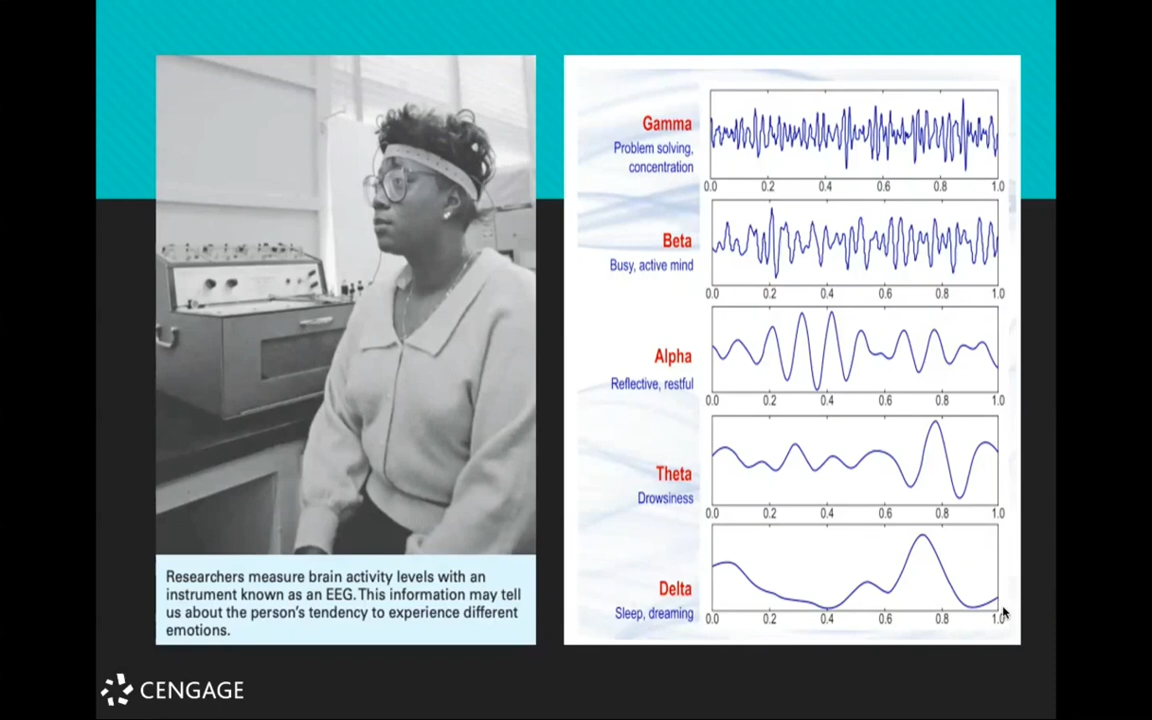 Researchers measure brain activity levels with an
instrument known as an EEG. This information may tell
us about the person's tendency to experience different
emotions.
CENGAGE
Gamma
Problem solving,
concentration
0.0 0.2 0.4 0.6 0.8 1.0
Beta
Busy, active mind
0.0 0.2 0.4 0.6 0.8 1.0
Alpha
Reflective, restful
0.0 0.2 0.4 0.6 0.8 1.0
Theta
Drowsiness
0.0 0.2 0.4 0.6 0.8 1.0
Delta
Sleep, dreaming
0.0 0.2 0.4 0.6 0.8 1.0